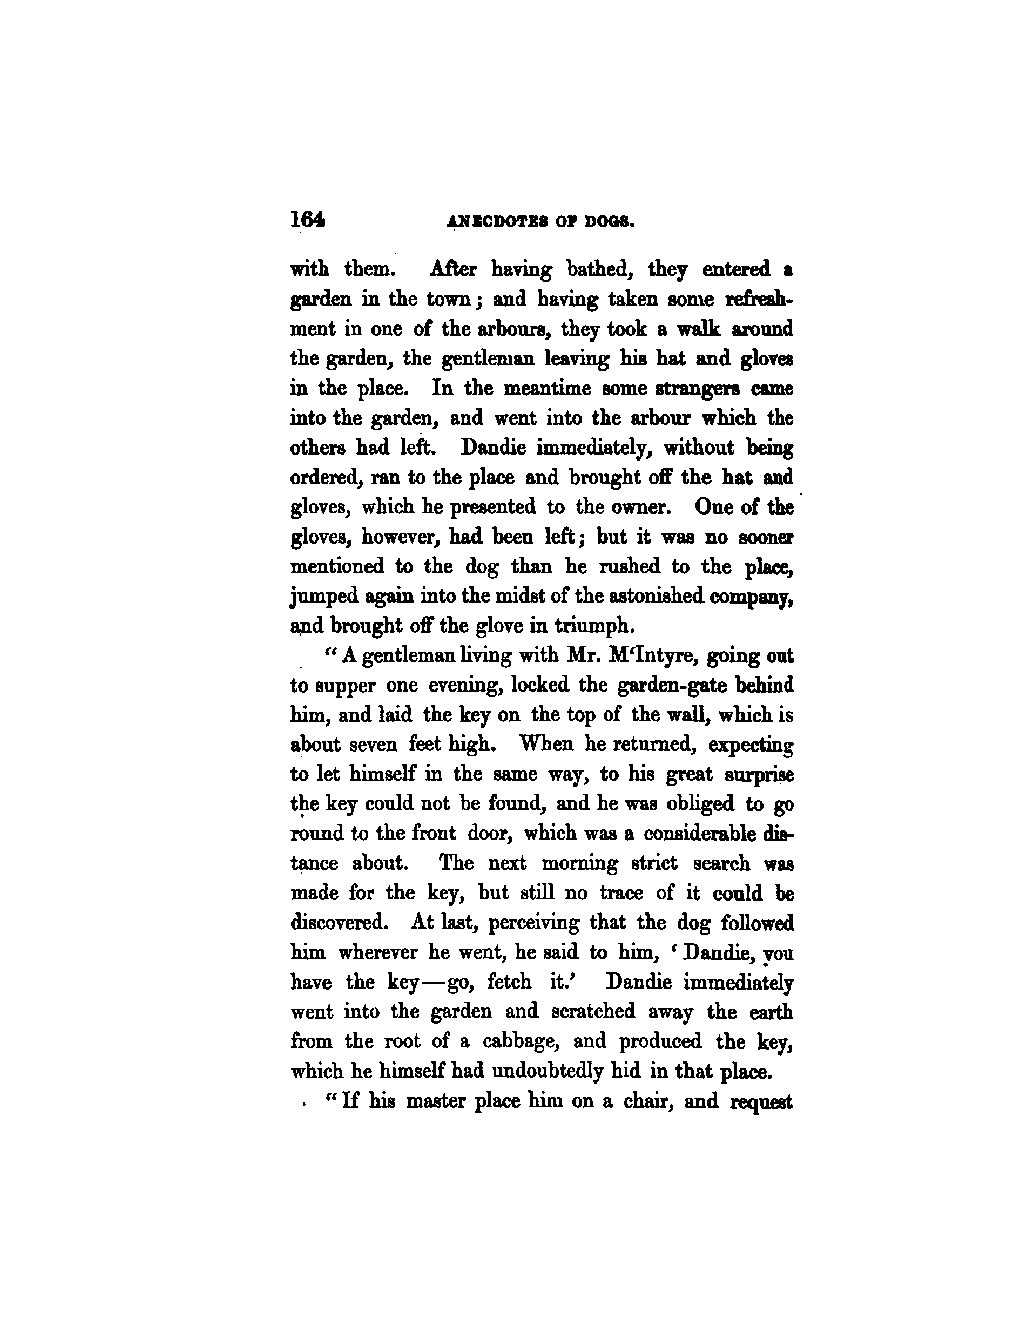 164 ANECDOTES OF DOGS.
with them. After having bathed, they entered a
garden in the town; and having taken some refresh-
ment in one of the arbours, they took a walk around
the garden, the gentleman leaving his hat and gloves
in the place. In the meantime some strangers came
into the garden, and went into the arbour which the
others had left. Dandie immediately, without being
ordered, ran to the place and brought off the hat and
gloves, which he presented to the owner. One of the
gloves, however, had been left; but it was no sooner
mentioned to the dog than he rushed to the place,
jumped again into the midst of the astonished company,
and brought off the glove in triumph.
“A gentleman living with Mr. M‘Intyre, going out
to supper one evening, locked the garden-gate behind
him, and laid the key on the top of the wall, which is
about seven feet high. When he returned, expecting
to let himself in the same way, to his great surprise
the key could not be found, and he was obliged to go
round to the front door, which was a considerable dis-
tance about. The next morning strict search was
made for the key, but still no trace of it could be
discovered. At last, perceiving that the dog followed
him wherever he went, he said to him, ‘Dandie, you
have the key—go, fetch it.’ Dandie immediately
went into the garden and scratched away the earth
from the root of a cabbage, and produced the key,
which he himself had undoubtedly hid in that place.
“If his master place him on a chair, and request